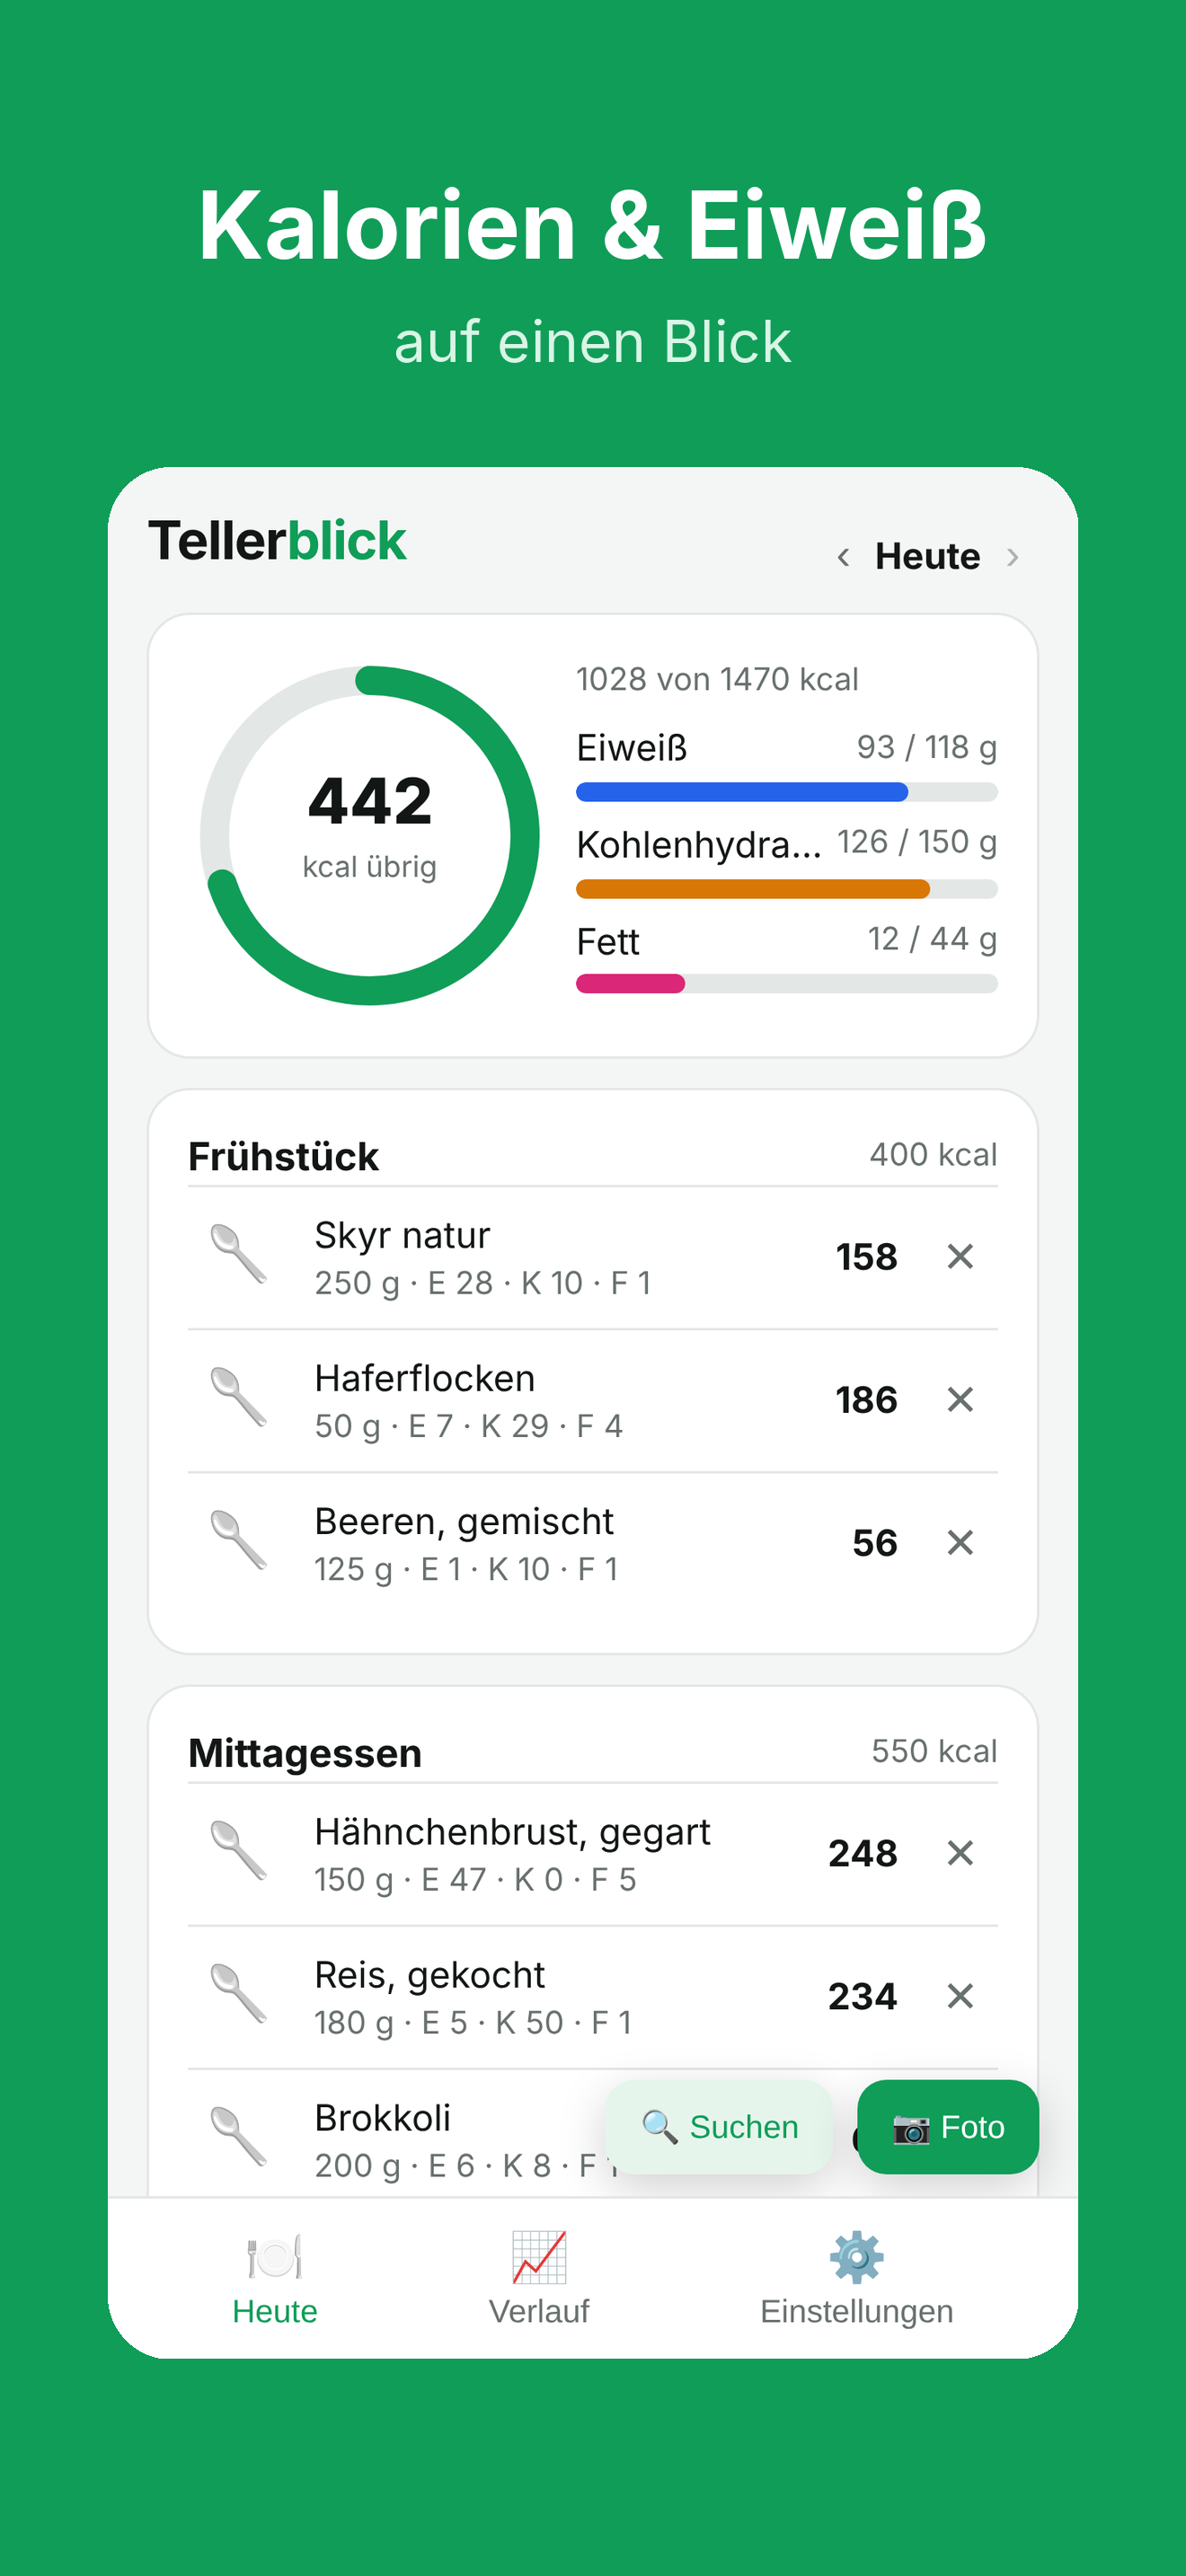 Kalorien & Eiweiß
auf einen Blick
Tellerblick
‹ Heute ›
1028 von 1470 kcal
Eiweiß 93 / 118 g
442
kcal übrig
Kohlenhydra... 126 / 150 g
Fett 12 / 44 g
Frühstück 400 kcal
Skyr natur
250 g · E 28 · K 10 · F 1
158 ✕
Haferflocken
50 g · E 7 · K 29 · F 4
186 ✕
Beeren, gemischt
125 g · E 1 · K 10 · F 1
56 ✕
Mittagessen 550 kcal
Hähnchenbrust, gegart
150 g · E 47 · K 0 · F 5
248 ✕
Reis, gekocht
180 g · E 5 · K 50 · F 1
234 ✕
Brokkoli
200 g · E 6 · K 8 · F
Suchen
Foto
Heute
Verlauf
Einstellungen